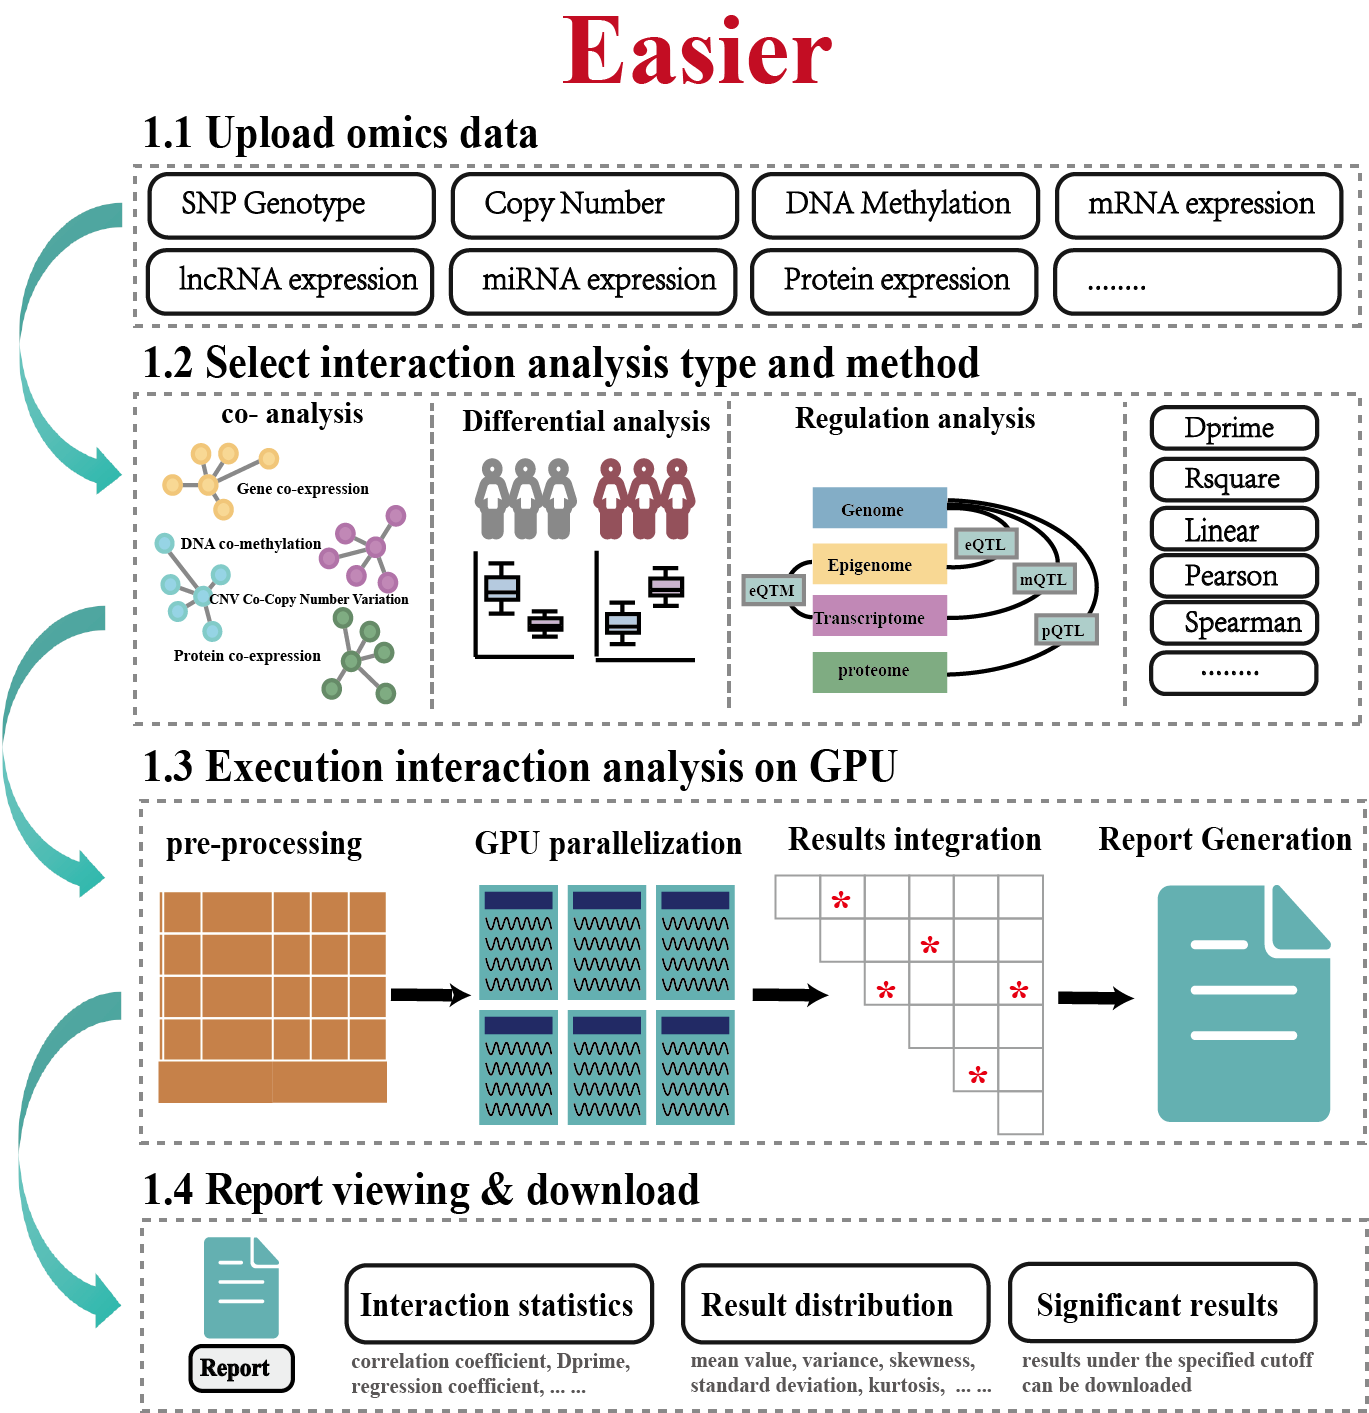 Easier
1.1 Upload omics data
SNP Genotype
Copy Number
DNA Methylation
mRNA expression
lncRNA expression
miRNA expression
Protein expression
........
1.2 Select interaction analysis type and method
co- analysis
Gene co-expression
DNA co-methylation
CNV Co-Copy Number Variation
Protein co-expression
Differential analysis
Regulation analysis
Genome
eQTL
Epigenome
mQTL
eQTM
Transcriptome
pQTL
proteome
Dprime
Rsquare
Linear
Pearson
Spearman
........
1.3 Execution interaction analysis on GPU
pre-processing
GPU parallelization
Results integration
Report Generation
* 
*
* *
*
1.4 Report viewing & download
Report
Interaction statistics
correlation coefficient, Dprime,
regression coefficient, ... ...
Result distribution
mean value, variance, skewness,
standard deviation, kurtosis, ... ...
Significant results
results under the specified cutoff
can be downloaded